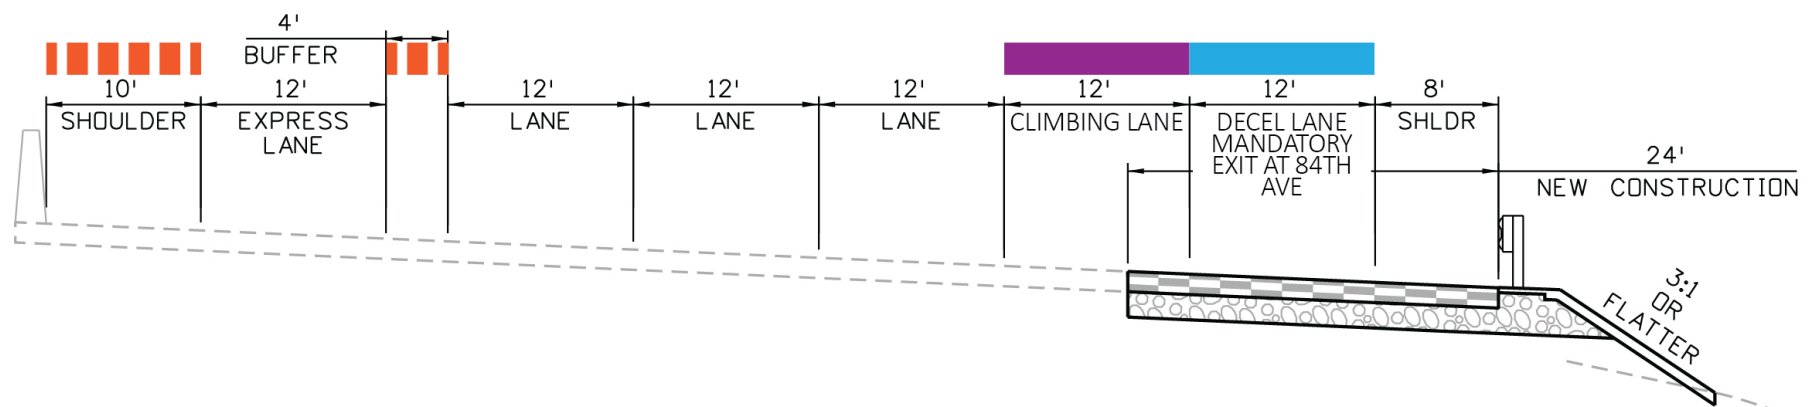 4'
BUFFER
10'
SHOULDER
12'
EXPRESS
LANE
12'
LANE
12'
LANE
12'
LANE
12'
CLIMBING LANE
12'
DECEL LANE
MANDATORY
EXIT AT 84TH
AVE
8'
SHLDR
24'
NEW CONSTRUCTION
3:1
OR
FLATTER